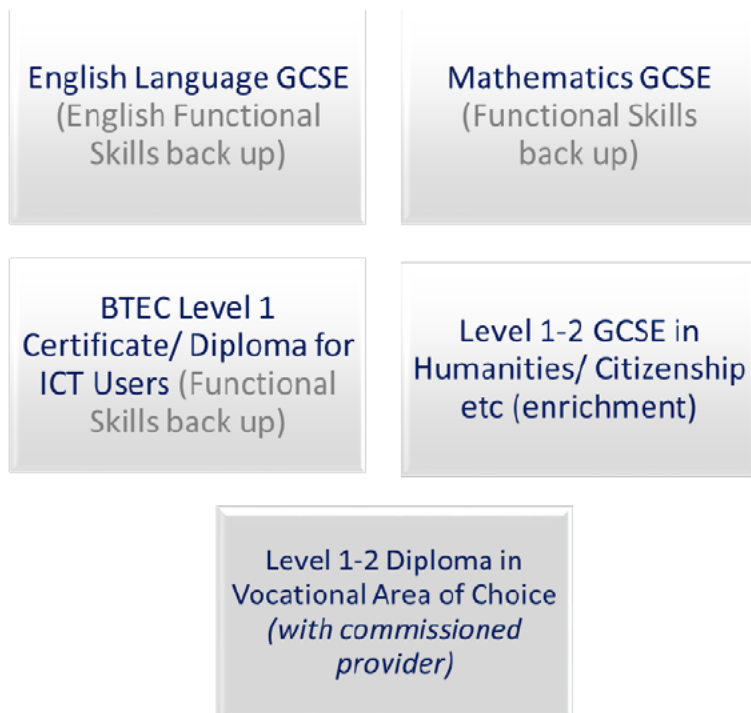 English Language GCSE
(English Functional
Skills back up)
Mathematics GCSE
(Functional Skills
back up)
BTEC Level 1
Certificate/ Diploma for
ICT Users (Functional
Skills back up)
Level 1-2 GCSE in
Humanities/ Citizenship
etc (enrichment)
Level 1-2 Diploma in
Vocational Area of Choice
(with commissioned
provider)